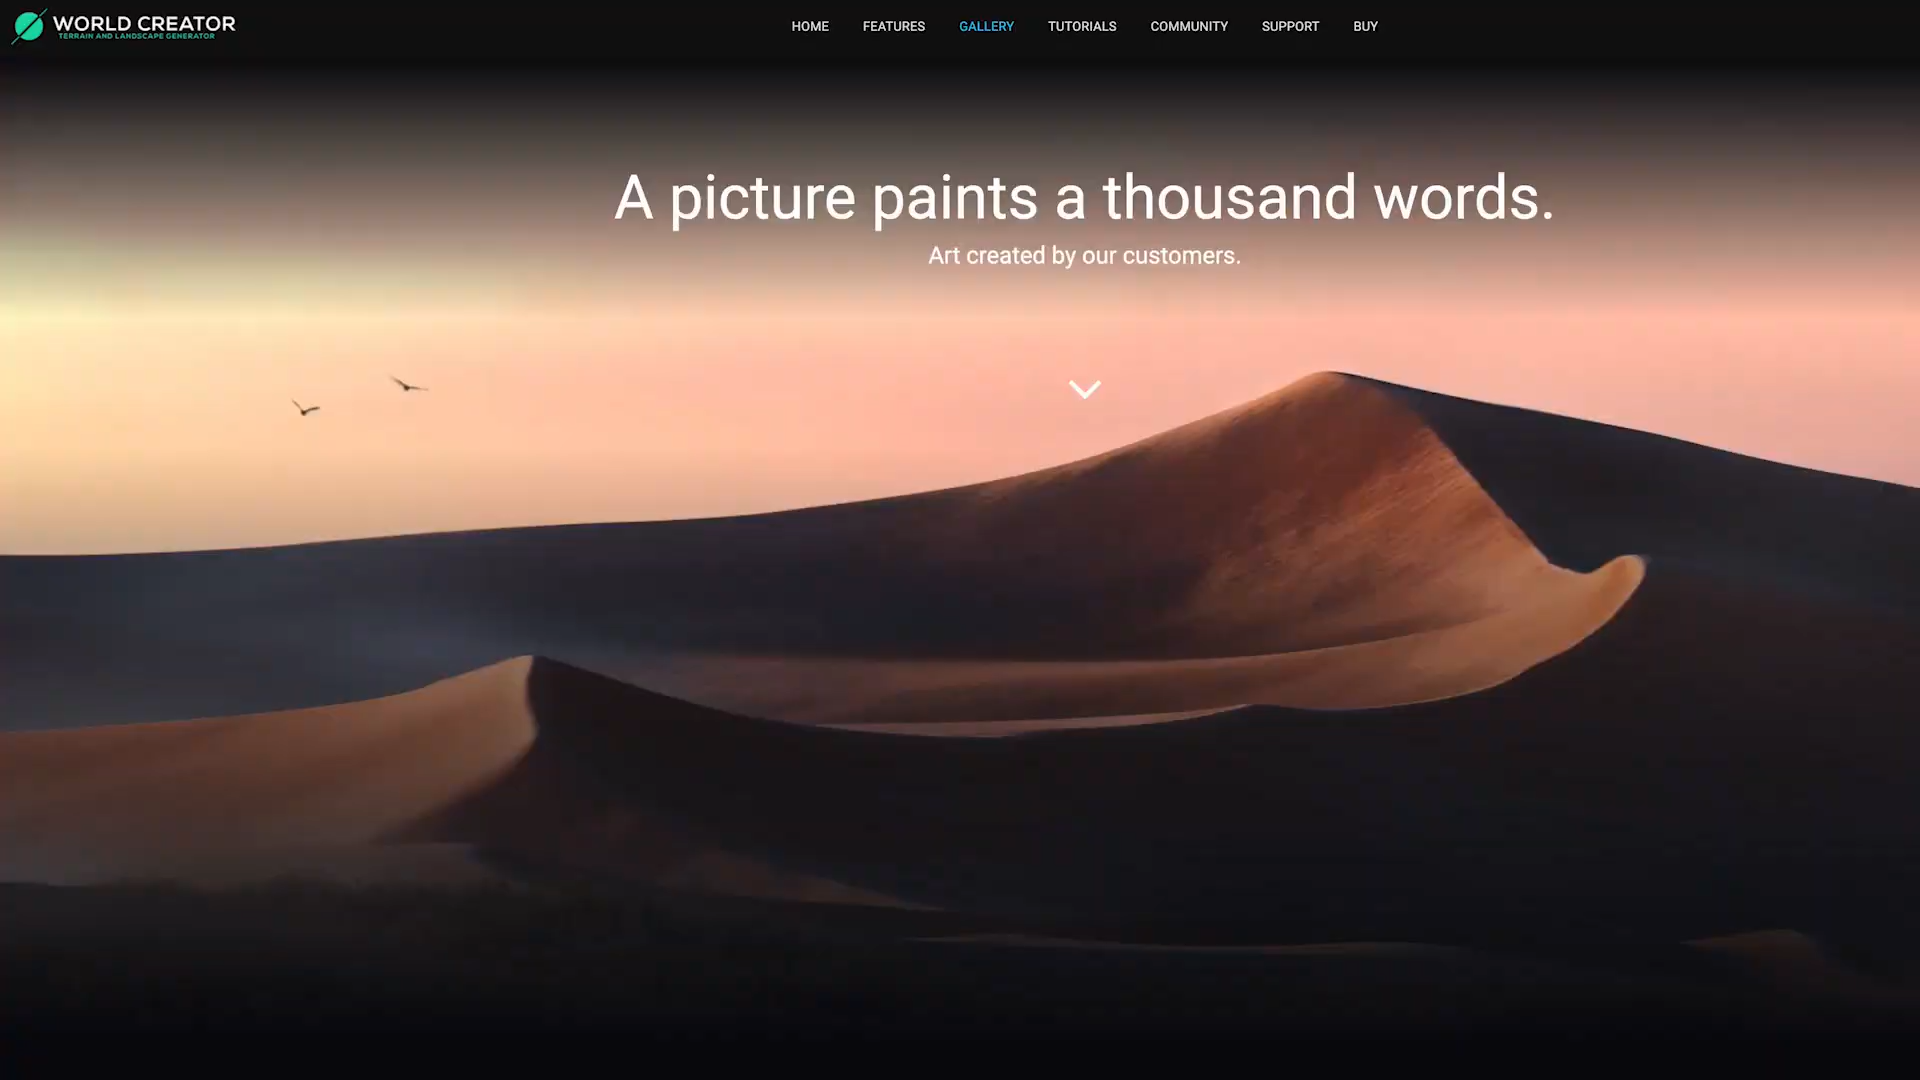 WORLD CREATOR
TERRAIN AND LANDSCAPE GENERATOR
HOME FEATURES GALLERY TUTORIALS COMMUNITY SUPPORT BUY
A picture paints a thousand words.
Art created by our customers.